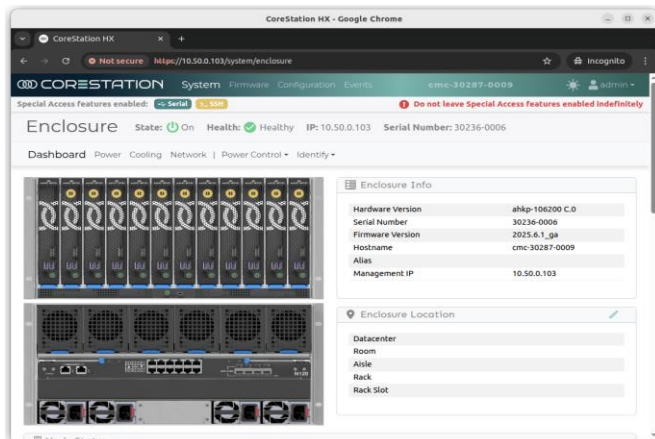 CoreStation HX - Google Chrome
CoreStation HX
Not secure https://10.50.0.103/system/enclosure Incognito
CORESTATION System Firmware Configuration Events cmc-30287-0009 admin
Special Access features enabled: Serial SSH Do not leave Special Access features enabled indefinitely
Enclosure State: On Health: Healthy IP: 10.50.0.103 Serial Number: 30236-0006
Dashboard Power Cooling Network | Power Control Identify
Enclosure Info
Hardware Version ahkp-106200 C.0
Serial Number 30236-0006
Firmware Version 2025.6.1_ga
Hostname cmc-30287-0009
Alias
Management IP 10.50.0.103
Enclosure Location
Datacenter
Room
Aisle
Rack
Rack Slot